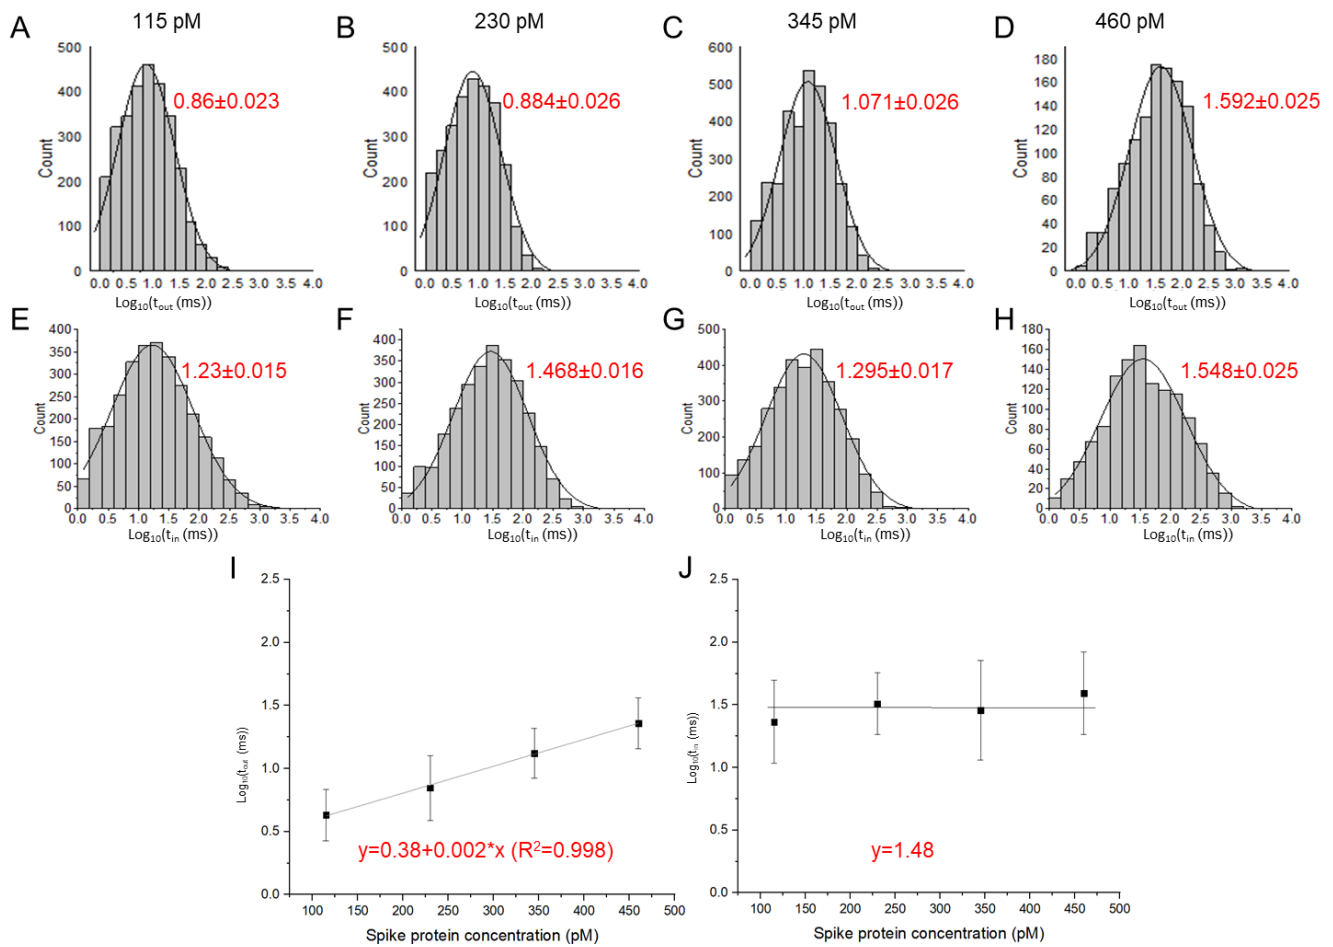 A 115 pM
B 230 pM
C 345 pM
D 460 pM
500
400
300
200
100
0
Count
0.86±0.023
0.0 0.5 1.0 1.5 2.0 2.5 3.0 3.5 4.0
Log10(tout (ms))
500
400
300
200
100
0
Count
0.884±0.026
0.0 0.5 1.0 1.5 2.0 2.5 3.0 3.5 4.0
Log10(tout (ms))
600
500
400
300
200
100
0
Count
1.071±0.026
0.0 0.5 1.0 1.5 2.0 2.5 3.0 3.5 4.0
Log10(tout (ms))
180
160
140
120
100
80
60
40
20
0
Count
1.592±0.025
0.0 0.5 1.0 1.5 2.0 2.5 3.0 3.5 4.0
Log10(tout (ms))
E
400
350
300
250
200
150
100
50
0
Count
1.23±0.015
0.0 0.5 1.0 1.5 2.0 2.5 3.0 3.5 4.0
Log10(tin (ms))
F
400
350
300
250
200
150
100
50
0
Count
1.468±0.016
0.0 0.5 1.0 1.5 2.0 2.5 3.0 3.5 4.0
Log10(tin (ms))
G
500
400
300
200
100
0
Count
1.295±0.017
0.0 0.5 1.0 1.5 2.0 2.5 3.0 3.5 4.0
Log10(tin (ms))
H
180
160
140
120
100
80
60
40
20
0
Count
1.548±0.025
0.0 0.5 1.0 1.5 2.0 2.5 3.0 3.5 4.0
Log10(tin (ms))
I
2.5
2.0
1.5
1.0
0.5
0.0
Log10(tout (ms))
y=0.38+0.002*x (R²=0.998)
100 150 200 250 300 350 400 450 500
Spike protein concentration (pM)
J
2.5
2.0
1.5
1.0
0.5
0.0
Log10(tin (ms))
y=1.48
100 150 200 250 300 350 400 450 500
Spike protein concentration (pM)